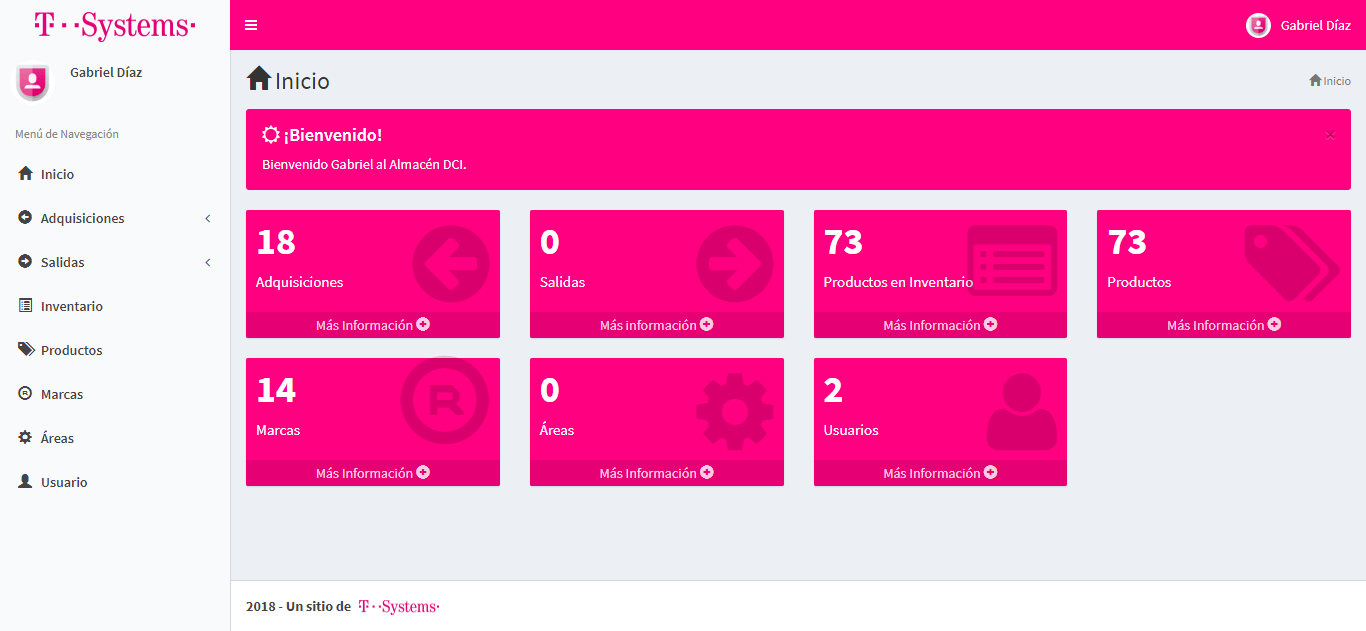 T··Systems·
Gabriel Díaz
Gabriel Díaz
Menú de Navegación
Inicio
Adquisiciones
Salidas
Inventario
Productos
Marcas
Áreas
Usuario
Inicio
Inicio
¡Bienvenido!
×
Bienvenido Gabriel al Almacén DCI.
18
Adquisiciones
Más Información
0
Salidas
Más información
73
Productos en Inventario
Más Información
73
Productos
Más Información
14
Marcas
Más Información
0
Áreas
Más Información
2
Usuarios
Más Información
2018 - Un sitio de T··Systems·